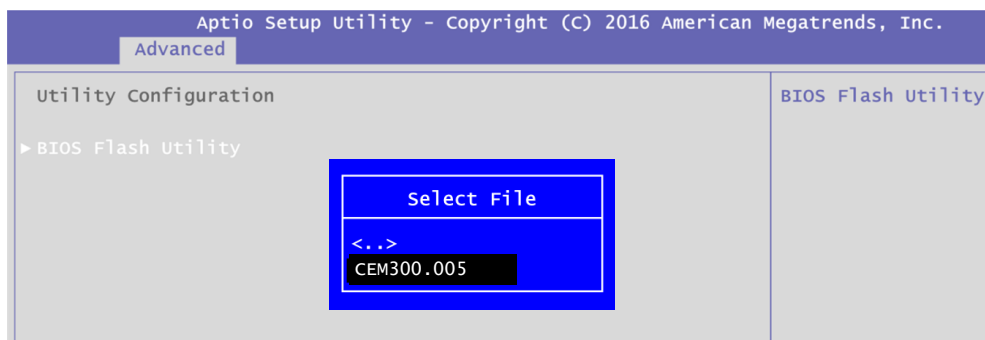 Aptio Setup Utility - Copyright (C) 2016 American Megatrends, Inc.
Advanced
Utility Configuration
BIOS Flash Utility
BIOS Flash Utility
Select File
<..>
CEM300.005